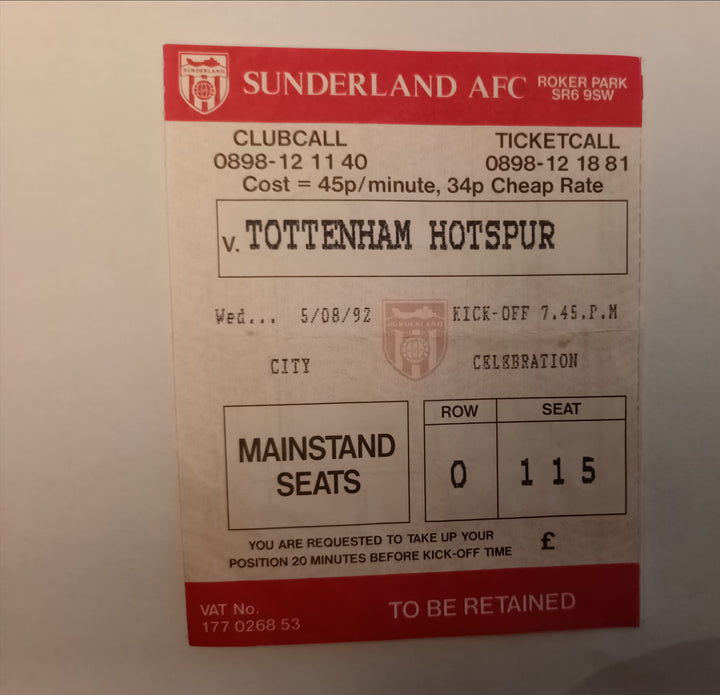 SUNDERLAND
SUNDERLAND AFC
ROKER PARK
SR6 9SW
CLUBCALL
0898-12 11 40
TICKETCALL
0898-12 18 81
Cost = 45p/minute, 34p Cheap Rate
v. TOTTENHAM HOTSPUR
Wed... 5/08/92
KICK-OFF 7.45.P.M
SUNDERLAND
CITY CELEBRATION
MAINSTAND
SEATS
ROW SEAT
O 115
YOU ARE REQUESTED TO TAKE UP YOUR
POSITION 20 MINUTES BEFORE KICK-OFF TIME
£
VAT No.
177 0268 53
TO BE RETAINED